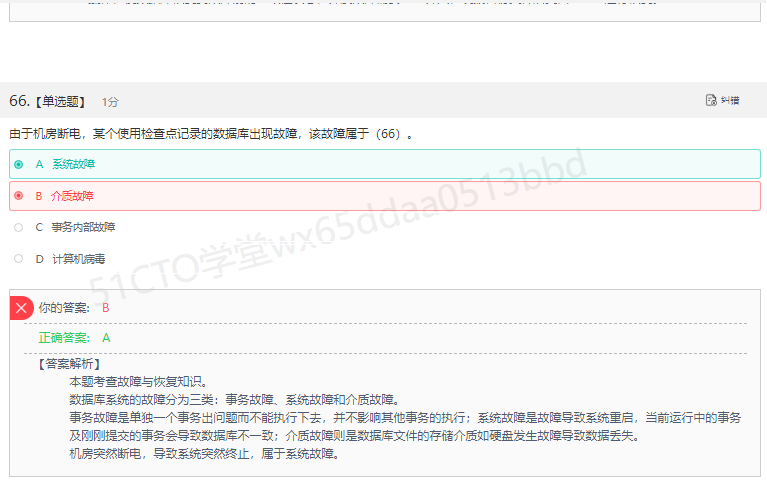 66.【单选题】 1分 纠错
由于机房断电，某个使用检查点记录的数据库出现故障，该故障属于（66）。
A 系统故障
B 介质故障
C 事务内部故障
D 计算机病毒
51CTO学堂wx65ddaa0513bbd
你的答案: B
正确答案: A
【答案解析】
本题考查故障与恢复知识。
数据库系统的故障分为三类：事务故障、系统故障和介质故障。
事务故障是单独一个事务出问题而不能执行下去，并不影响其他事务的执行；系统故障是故障导致系统重启，当前运行中的事务
及刚刚提交的事务会导致数据库不一致；介质故障则是数据库文件的存储介质如硬盘发生故障导致数据丢失。
机房突然断电，导致系统突然终止，属于系统故障。